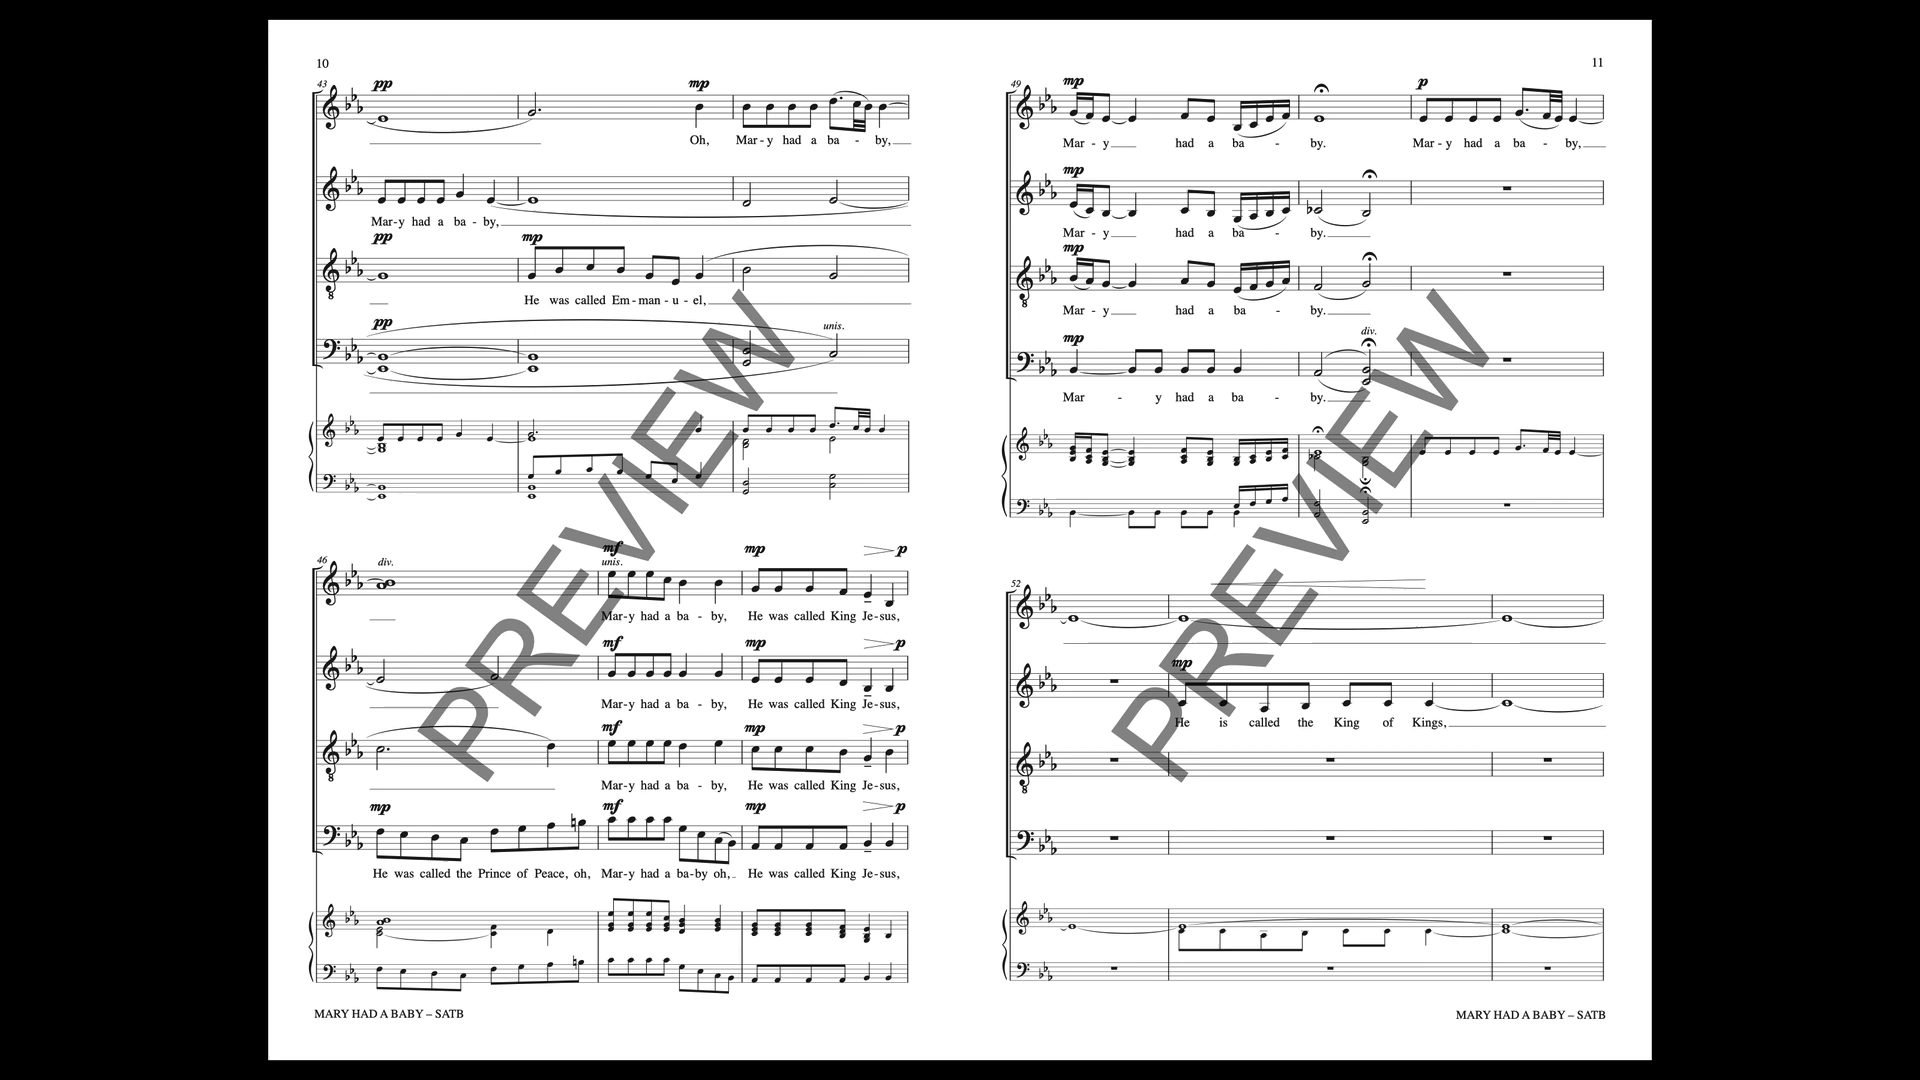 10
43
pp
mp
Oh, Mar - y had a ba - by,
Mar-y had a ba - by,
pp
mp
He was called Em - man - u - el,
pp
unis.
46
div.
mf
unis.
mp
p
Mar-y had a ba - by, He was called King Je-sus,
mf
mp
p
Mar-y had a ba - by, He was called King Je-sus,
mf
mp
p
Mar-y had a ba - by, He was called King Je-sus,
mp
mf
mp
p
He was called the Prince of Peace, oh, Mar-y had a ba-by oh, He was called King Je-sus,
MARY HAD A BABY – SATB
PREVIEW
11
49
mp
p
Mar - y had a ba - by. Mar - y had a ba - by,
mp
Mar - y had a ba - by.
mp
Mar - y had a ba - by.
div.
mp
Mar - y had a ba - by.
52
mp
He is called the King of Kings,
MARY HAD A BABY – SATB
PREVIEW